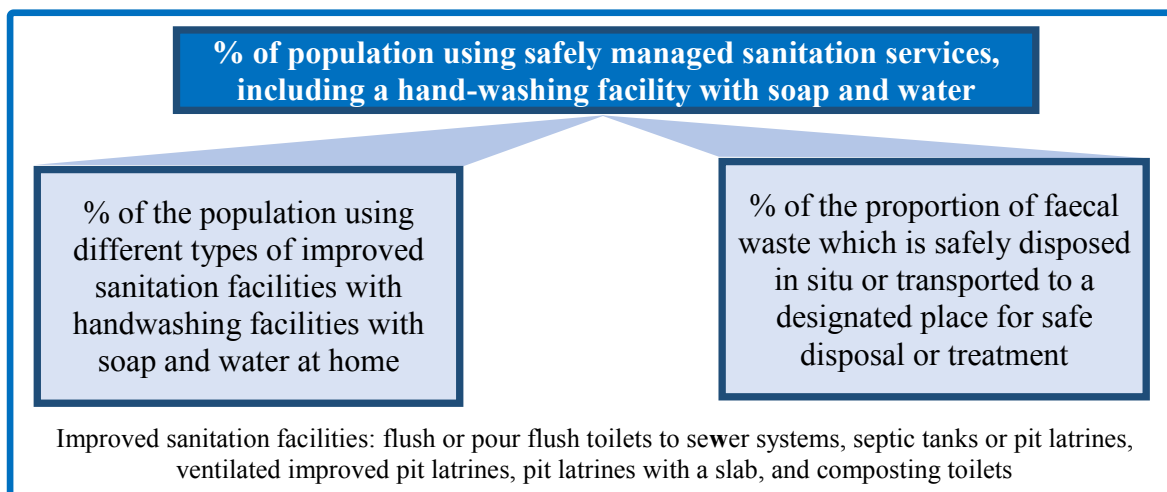 % of population using safely managed sanitation services,
including a hand-washing facility with soap and water
% of the population using
different types of improved
sanitation facilities with
handwashing facilities with
soap and water at home
% of the proportion of faecal
waste which is safely disposed
in situ or transported to a
designated place for safe
disposal or treatment
Improved sanitation facilities: flush or pour flush toilets to sewer systems, septic tanks or pit latrines,
ventilated improved pit latrines, pit latrines with a slab, and composting toilets